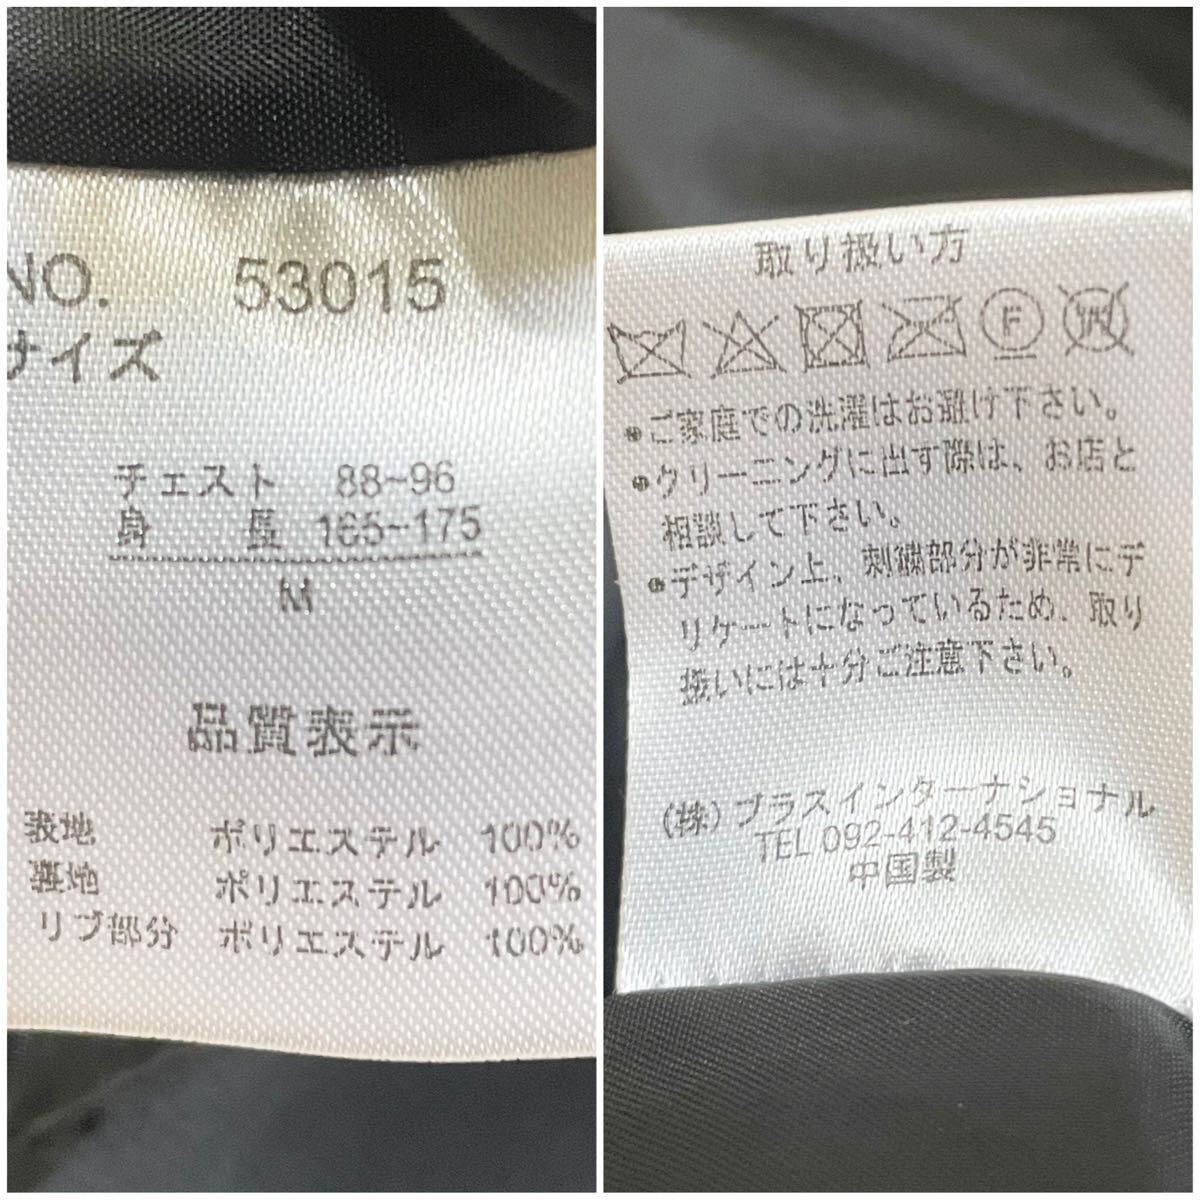 NO. 53015
サイズ
チェスト 88~96
身長 165~175
M
品質表示
表地 ポリエステル 100%
裏地 ポリエステル 100%
リブ部分 ポリエステル 100%
取り扱い方
F W
●ご家庭での洗濯はお避け下さい。
●クリーニングに出す際は、お店と
相談して下さい。
●デザイン上、刺繍部分が非常にデ
リケートになっているため、取り
扱いには十分ご注意下さい。
(株)プラスインターナショナル
TEL 092-412-4545
中国製